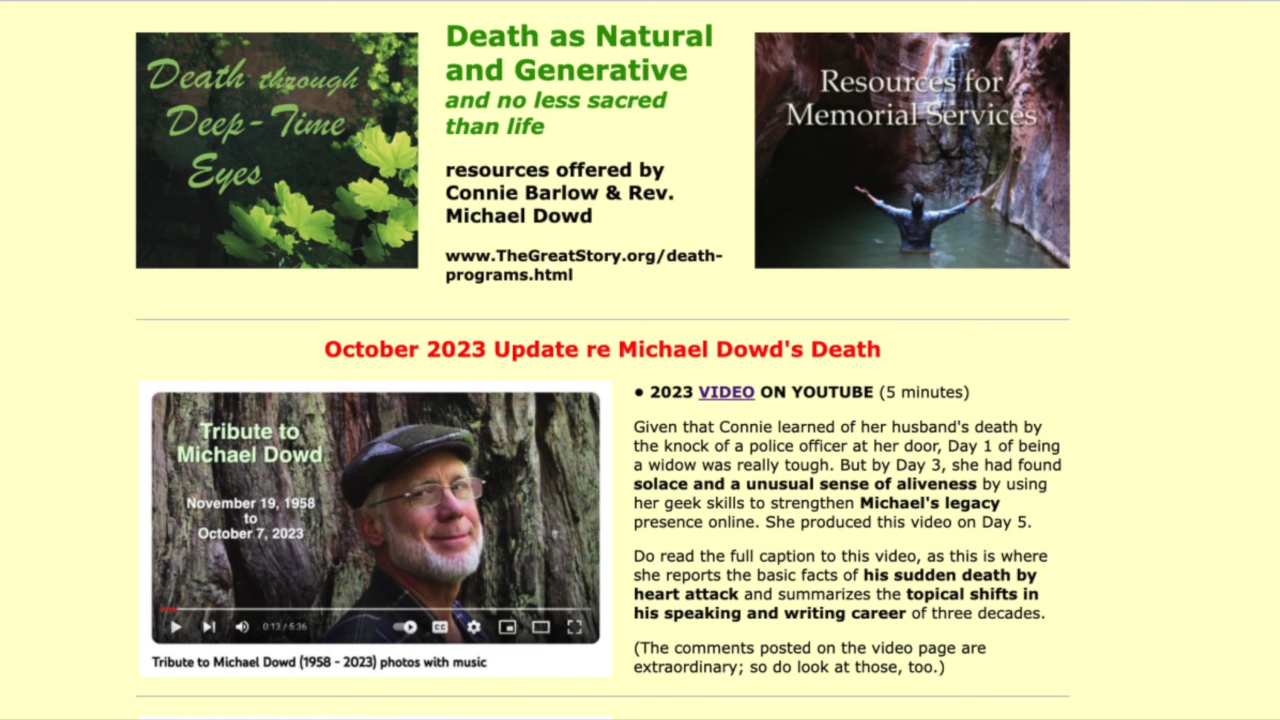 Death through
Deep-Time
Eyes
Death as Natural
and Generative
and no less sacred
than life
resources offered by
Connie Barlow & Rev.
Michael Dowd
www.TheGreatStory.org/death-
programs.html
Resources for
Memorial Services
October 2023 Update re Michael Dowd's Death
Tribute to
Michael Dowd
November 19, 1958
to
October 7, 2023
0:13 / 5:36
CC
Tribute to Michael Dowd (1958 - 2023) photos with music
● 2023 VIDEO ON YOUTUBE (5 minutes)
Given that Connie learned of her husband's death by
the knock of a police officer at her door, Day 1 of being
a widow was really tough. But by Day 3, she had found
solace and a unusual sense of aliveness by using
her geek skills to strengthen Michael's legacy
presence online. She produced this video on Day 5.
Do read the full caption to this video, as this is where
she reports the basic facts of his sudden death by
heart attack and summarizes the topical shifts in
his speaking and writing career of three decades.
(The comments posted on the video page are
extraordinary; so do look at those, too.)